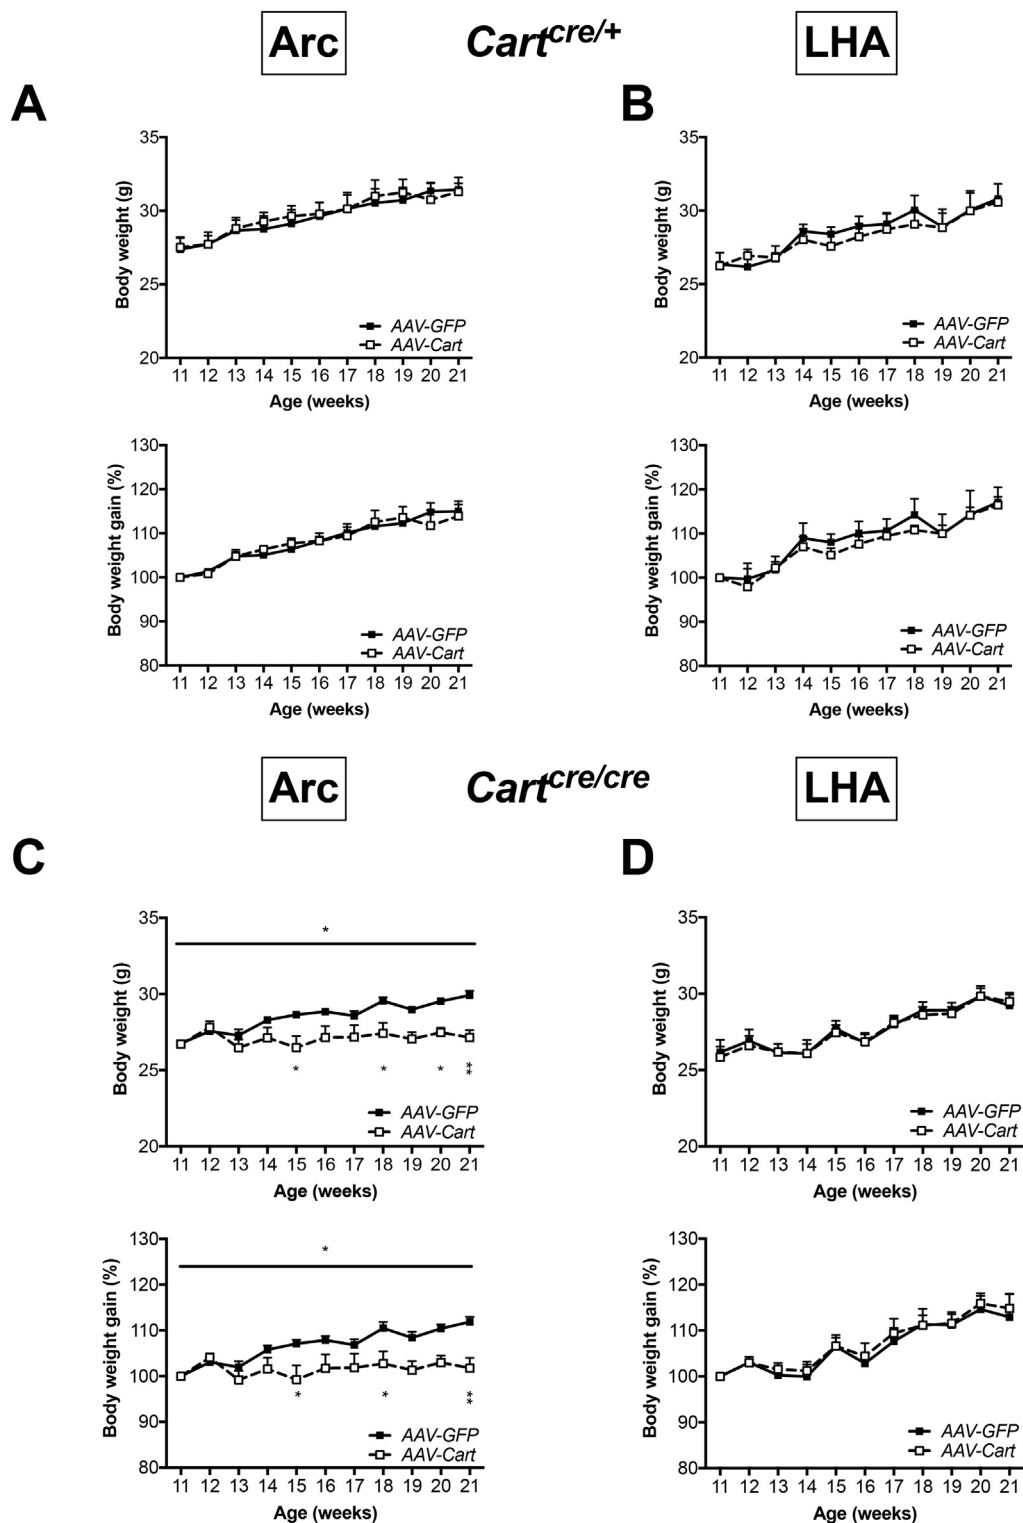 Arc Cart^cre/+ LHA
A B
35
30
25
20
Body weight (g)
11 12 13 14 15 16 17 18 19 20 21
Age (weeks)
AAV-GFP
AAV-Cart
35
30
25
20
Body weight (g)
11 12 13 14 15 16 17 18 19 20 21
Age (weeks)
AAV-GFP
AAV-Cart
130
120
110
100
90
80
Body weight gain (%)
11 12 13 14 15 16 17 18 19 20 21
Age (weeks)
AAV-GFP
AAV-Cart
130
120
110
100
90
80
Body weight gain (%)
11 12 13 14 15 16 17 18 19 20 21
Age (weeks)
AAV-GFP
AAV-Cart
Arc Cart^cre/cre LHA
C D
35
30
25
20
Body weight (g)
*
* * * **
11 12 13 14 15 16 17 18 19 20 21
Age (weeks)
AAV-GFP
AAV-Cart
35
30
25
20
Body weight (g)
11 12 13 14 15 16 17 18 19 20 21
Age (weeks)
AAV-GFP
AAV-Cart
130
120
110
100
90
80
Body weight gain (%)
*
* * **
11 12 13 14 15 16 17 18 19 20 21
Age (weeks)
AAV-GFP
AAV-Cart
130
120
110
100
90
80
Body weight gain (%)
11 12 13 14 15 16 17 18 19 20 21
Age (weeks)
AAV-GFP
AAV-Cart